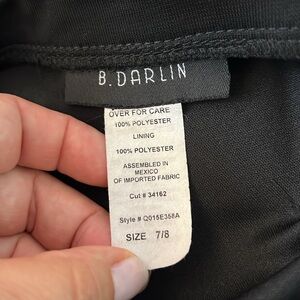 B. DARLIN
OVER FOR CARE
100% POLYESTER
LINING
100% POLYESTER
ASSEMBLED IN
MEXICO
OF IMPORTED FABRIC
Cut # 34162
Style # Q015E358A
SIZE 7/8